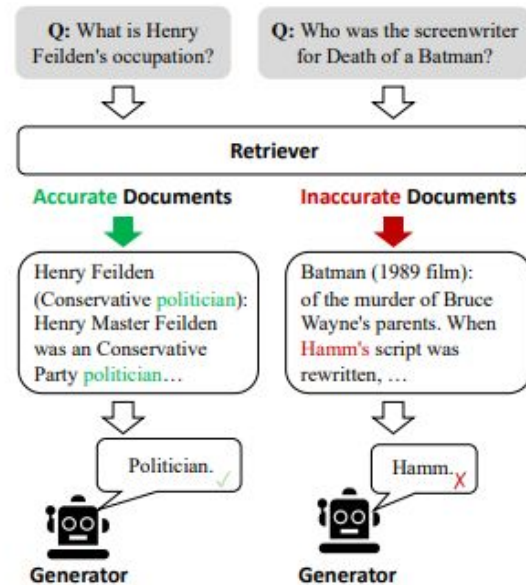 Q: What is Henry
Feilden's occupation?
Q: Who was the screenwriter
for Death of a Batman?
Retriever
Accurate Documents
Inaccurate Documents
Henry Feilden
(Conservative politician):
Henry Master Feilden
was an Conservative
Party politician…
Batman (1989 film):
of the murder of Bruce
Wayne's parents. When
Hamm's script was
rewritten, …
Politician.
Hamm.
Generator
Generator